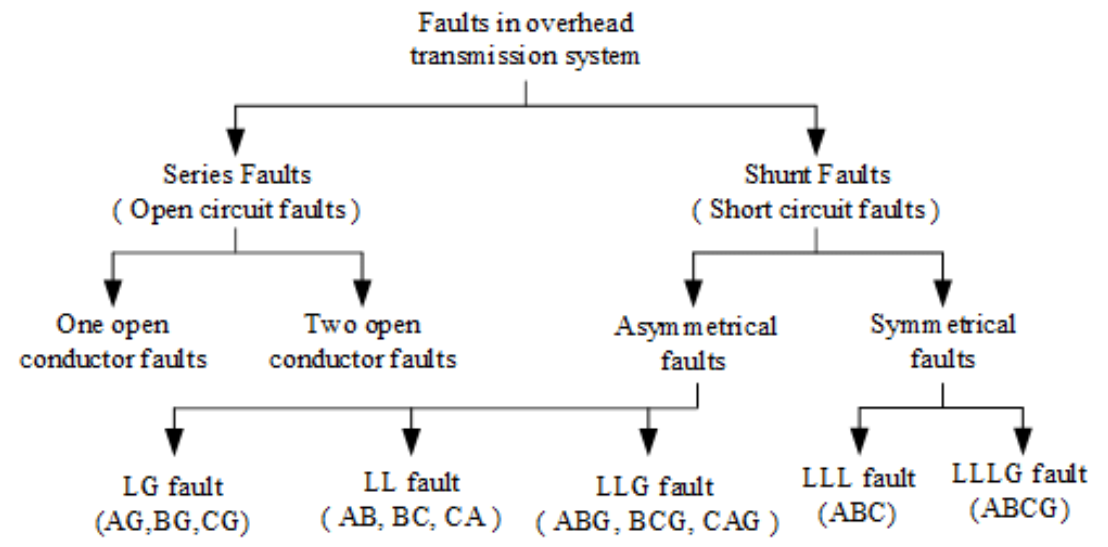 Faults in overhead
transmission system
Series Faults
( Open circuit faults )
Shunt Faults
( Short circuit faults )
One open
conductor faults
Two open
conductor faults
Asymmetrical
faults
Symmetrical
faults
LG fault
(AG,BG,CG)
LL fault
( AB, BC, CA )
LLG fault
( ABG, BCG, CAG )
LLL fault
(ABC)
LLLG fault
(ABCG)